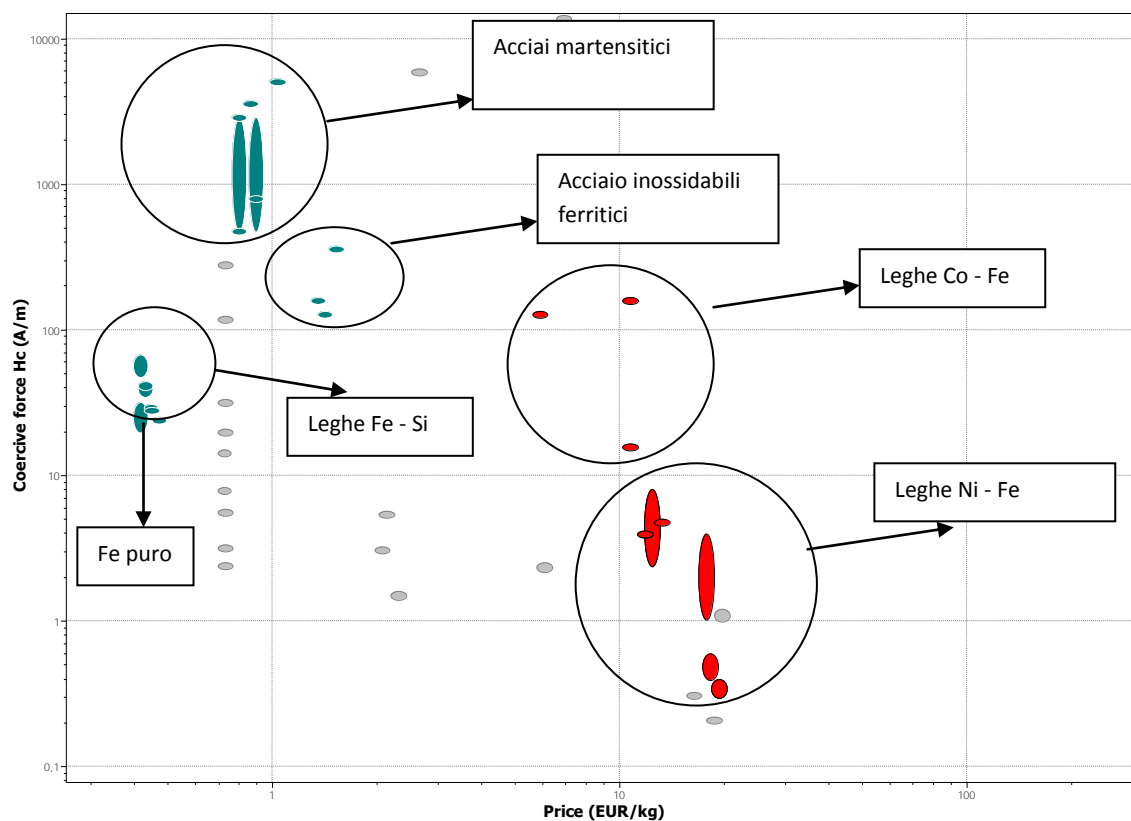 10000
Acciai martensitici
1000
Acciaio inossidabili
ferritici
Leghe Co - Fe
100
Leghe Fe - Si
10
Leghe Ni - Fe
Fe puro
1
0,1
Coercive force Hc (A/m)
1
10
100
Price (EUR/kg)